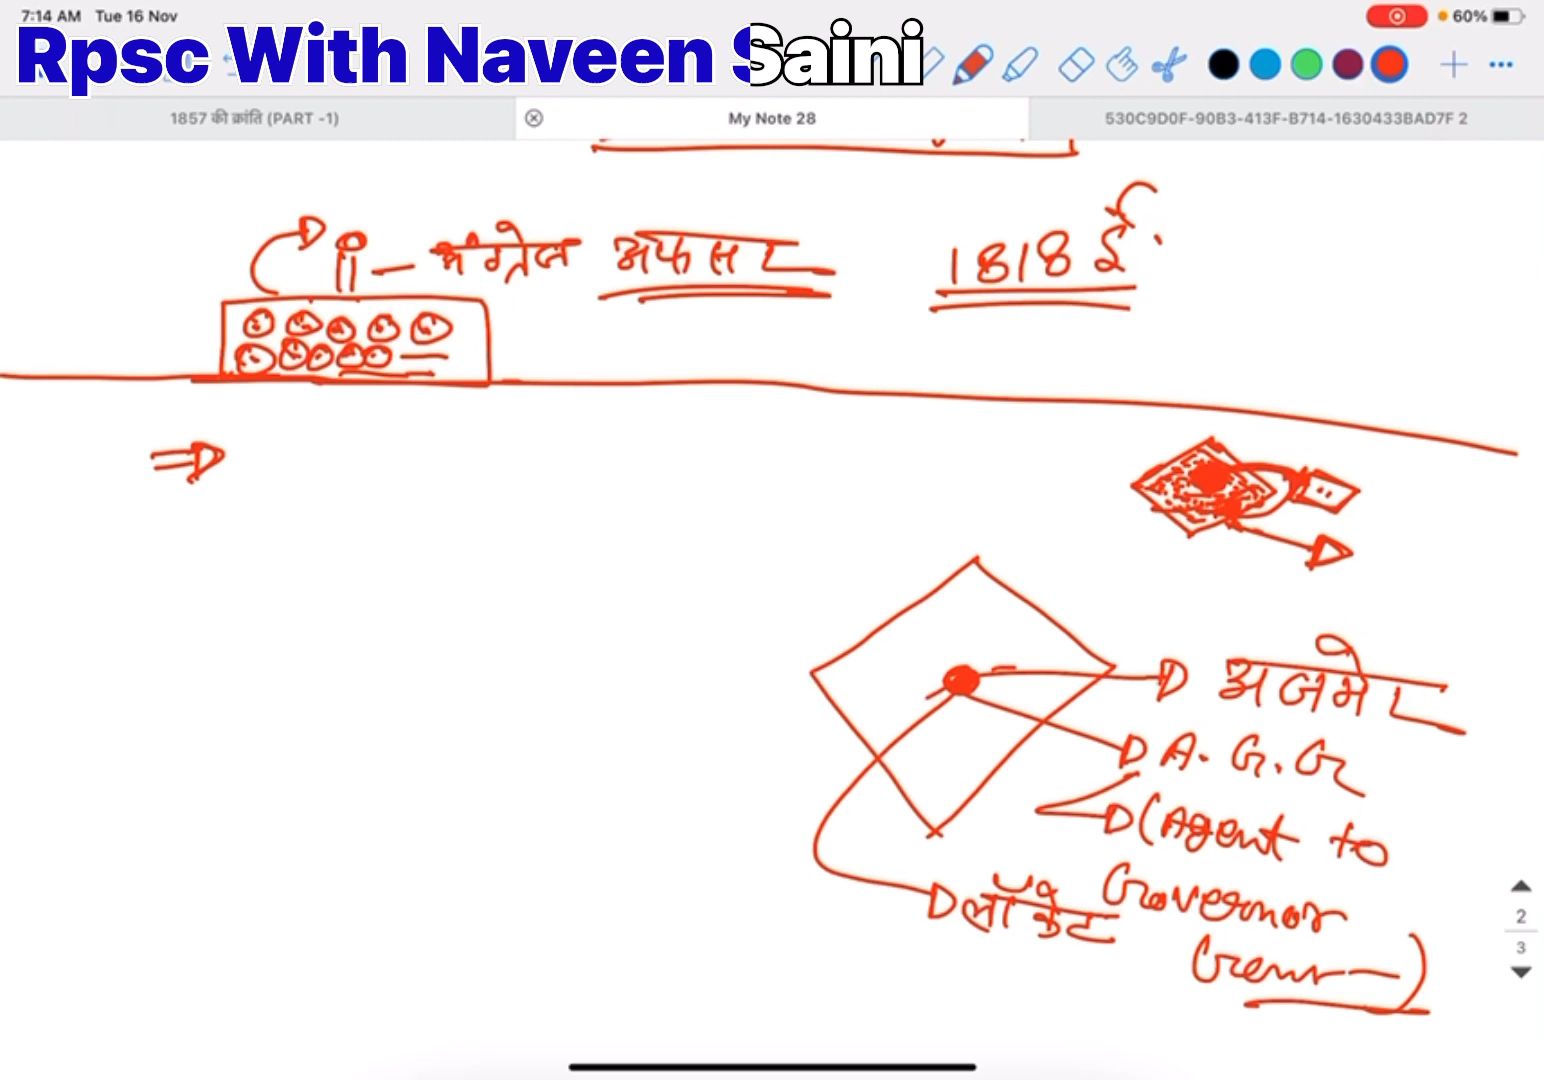 7:14 AM Tue 16 Nov
60%
Rpsc With Naveen Saini
1857 की क्रांति (PART -1)
My Note 28
530C9D0F-90B3-413F-B714-1630433BAD7F 2
ii - अंग्रेज अफसर
1818 ई.
अजमेर
A. G. G
(Agent to
Governor
लॉकेट
2
3